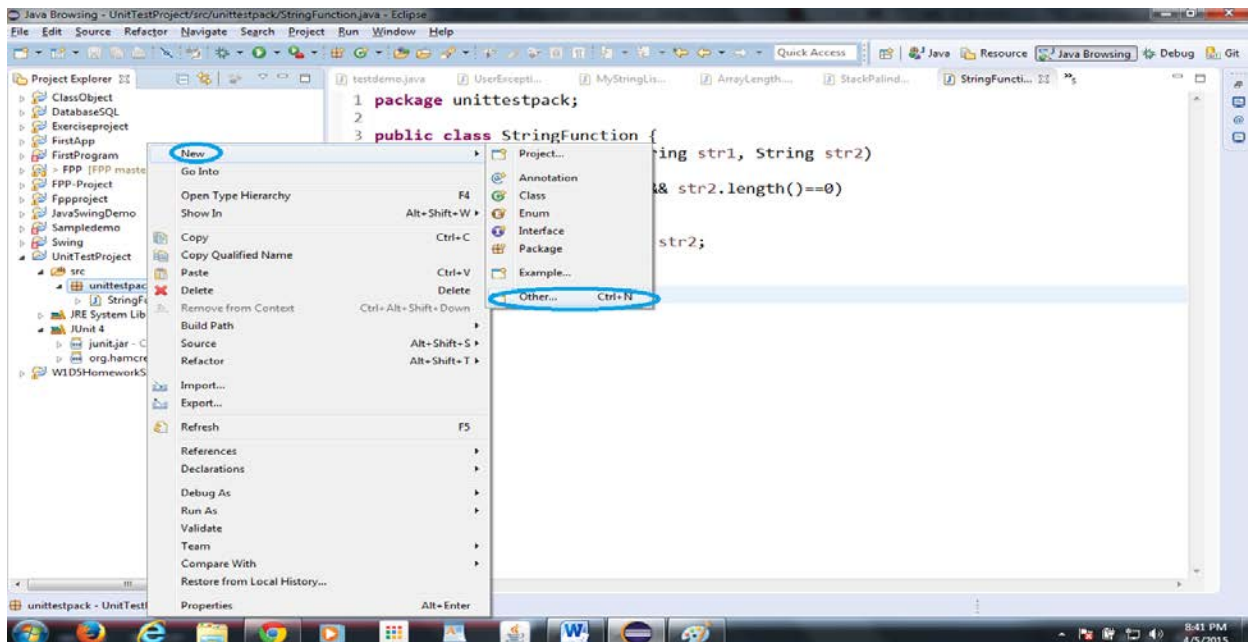 Java Browsing - UnitTestProject/src/unittestpack/StringFunction.java - Eclipse
File Edit Source Refactor Navigate Search Project Run Window Help
Quick Access Java Resource Java Browsing Debug Git
Project Explorer
testdemo.java UserExcepti... MyStringLis... ArrayLength.... StackPalind... StringFuncti... "5
ClassObject
DatabaseSQL
Exerciseproject
FirstApp
FirstProgram
> FPP [FPP maste
FPP-Project
Fppproject
JavaSwingDemo
Sampledemo
Swing
UnitTestProject
src
unittestpac
StringF
JRE System Lib
JUnit 4
junit.jar - C
org.hamcre
W1D5HomeworkS
1 package unittestpack;
2
3 public class StringFunction {
ing str1, String str2)
&& str2.length()==0)
str2;
New
Go Into
Open Type Hierarchy F4
Show In Alt+Shift+W
Copy Ctrl+C
Copy Qualified Name
Paste Ctrl+V
Delete Delete
Remove from Context Ctrl+Alt+Shift+Down
Build Path
Source Alt+Shift+S
Refactor Alt+Shift+T
Import...
Export...
Refresh F5
References
Declarations
Debug As
Run As
Validate
Team
Compare With
Restore from Local History...
Properties Alt+Enter
Project...
Annotation
Class
Enum
Interface
Package
Example...
Other... Ctrl+N
unittestpack - UnitTest
8:41 PM
4/5/2015